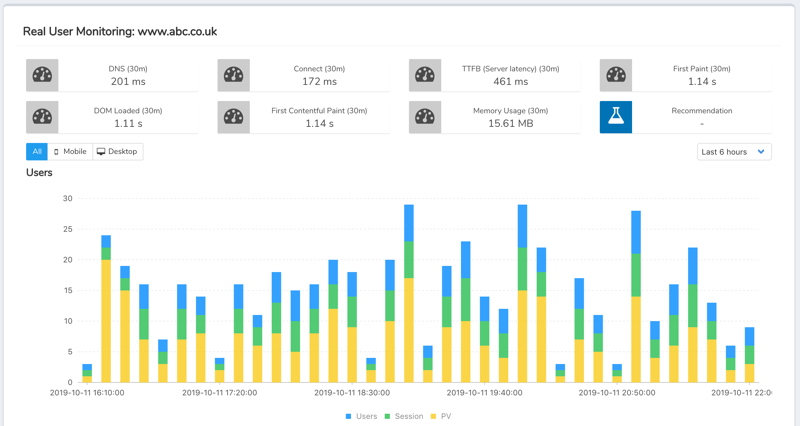 Real User Monitoring: www.abc.co.uk
DNS (30m)
201 ms
Connect (30m)
172 ms
TTFB (Server latency) (30m)
461 ms
First Paint (30m)
1.14 s
DOM Loaded (30m)
1.11 s
First Contentful Paint (30m)
1.14 s
Memory Usage (30m)
15.61 MB
Recommendation
-
All Mobile Desktop
Last 6 hours
Users
30
25
20
15
10
5
0
2019-10-11 16:10:00 2019-10-11 17:20:00 2019-10-11 18:30:00 2019-10-11 19:40:00 2019-10-11 20:50:00 2019-10-11 22:00
Users Session PV